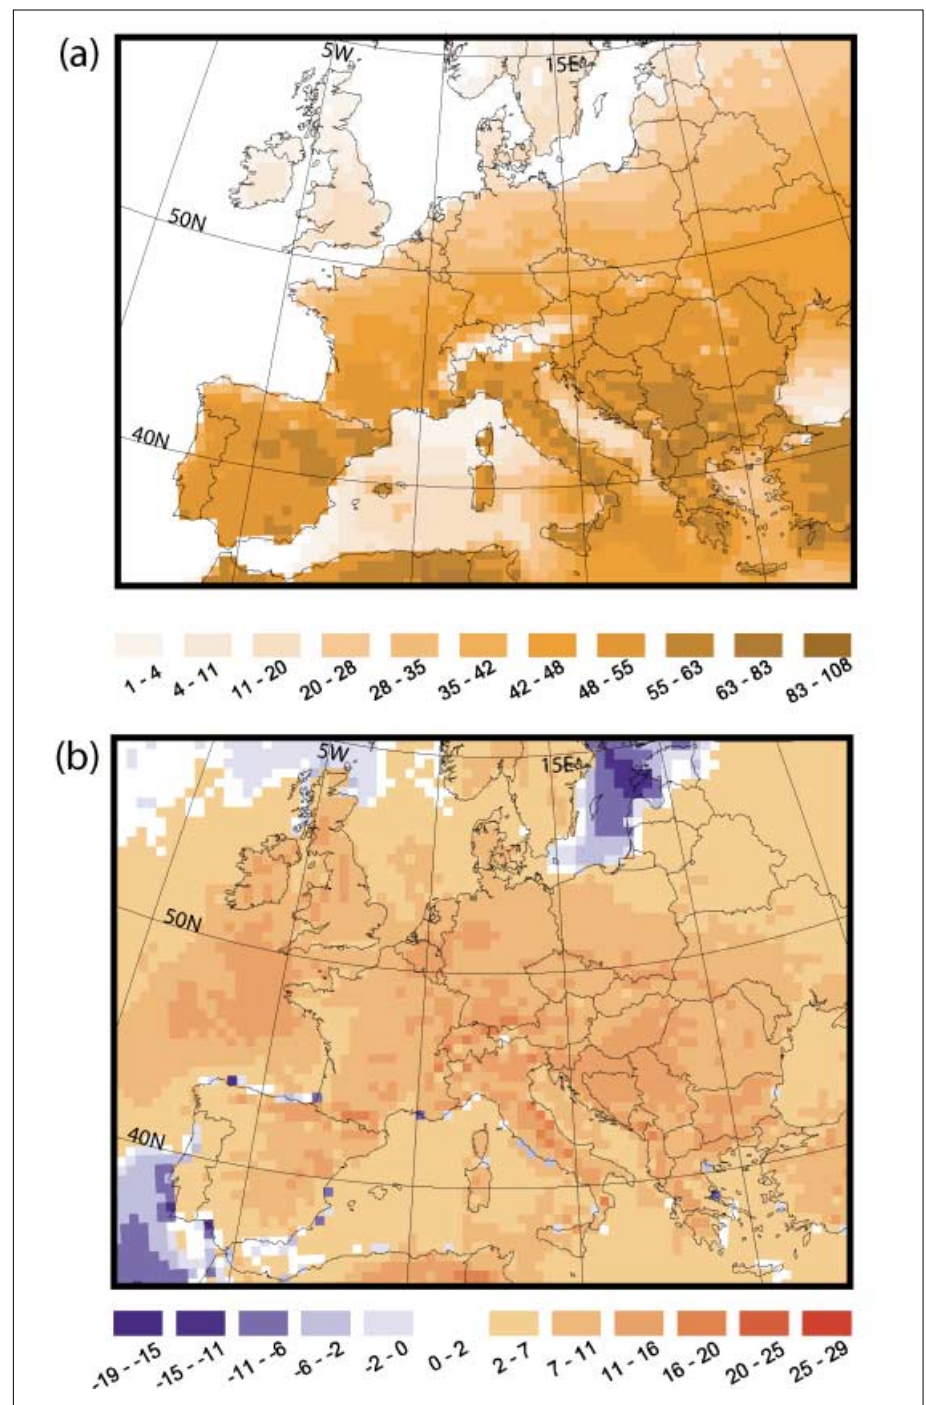 (a)
5W
15E
50N
40N
1 - 4
4 - 11
11 - 20
20 - 28
28 - 35
35 - 42
42 - 48
48 - 55
55 - 63
63 - 83
83 - 108
(b)
5W
15E
50N
40N
-19 - -15
-15 - -11
-11 - -6
-6 - -2
-2 - 0
0 - 2
2 - 7
7 - 11
11 - 16
16 - 20
20 - 25
25 - 29